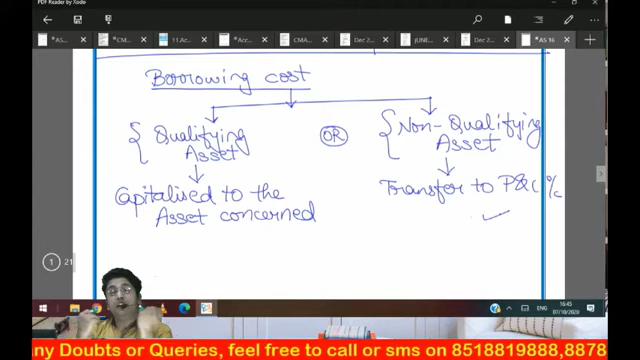 PDF Reading by Xodo
*AS
*CM
11.Acc
*Acc
*CMA
Dec 2
jUNE
Dec 2
*AS 16
Borrowing cost
Qualifying
Asset
OR
Non-Qualifying
Asset
Capitalised to the
Asset concerned
Transfer to P&L A/c
1 21
16:45
07/10/2020
ny Doubts or Queries, feel free to call or sms on 8518819888,8878